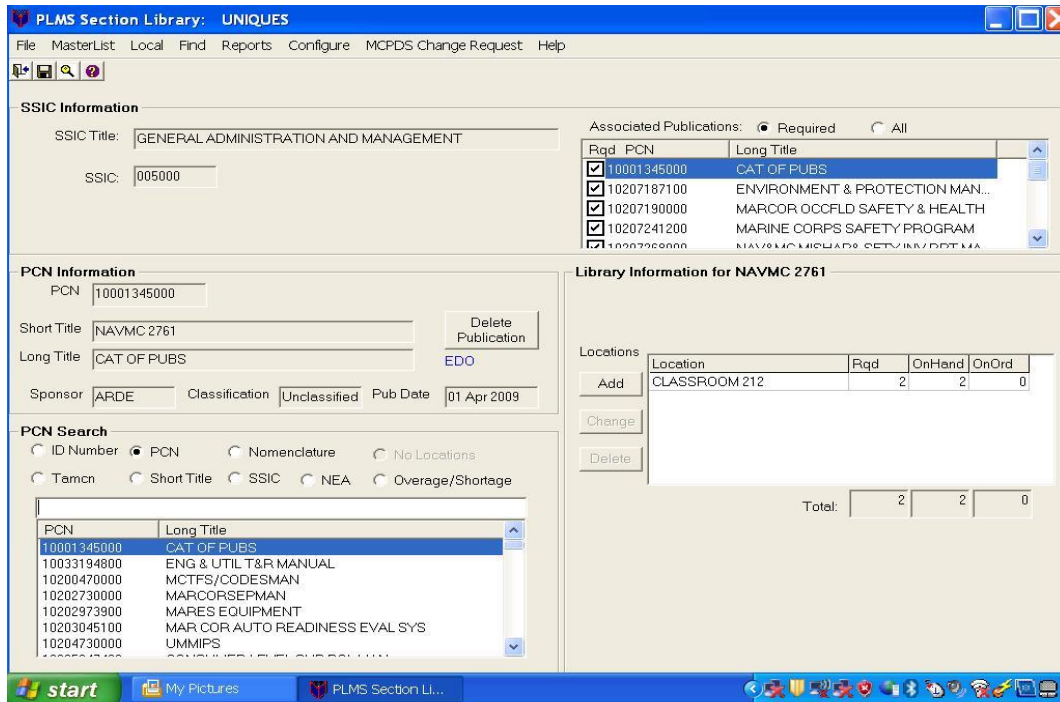 PLMS Section Library: UNIQUES
File MasterList Local Find Reports Configure MCPDS Change Request Help
SSIC Information
SSIC Title: GENERAL ADMINISTRATION AND MANAGEMENT
SSIC: 005000
Associated Publications: Required All
Rqd PCN Long Title
10001345000 CAT OF PUBS
10207187100 ENVIRONMENT & PROTECTION MAN...
10207190000 MARCOR OCCFLD SAFETY & HEALTH
10207241200 MARINE CORPS SAFETY PROGRAM
PCN Information
PCN 10001345000
Short Title NAVMC 2761
Delete Publication
Long Title CAT OF PUBS
EDO
Sponsor ARDE Classification Unclassified Pub Date 01 Apr 2009
Library Information for NAVMC 2761
Locations
Location Rqd OnHand OnOrd
Add CLASSROOM 212 2 2 0
Change
Delete
Total: 2 2 0
PCN Search
ID Number PCN Nomenclature No Locations
Tamcn Short Title SSIC NEA Overage/Shortage
PCN Long Title
10001345000 CAT OF PUBS
10033194800 ENG & UTIL T&R MANUAL
10200470000 MCTFS/CODESMAN
10202730000 MARCORSEPMAN
10202973900 MARES EQUIPMENT
10203045100 MAR COR AUTO READINESS EVAL SYS
10204730000 UMMIPS
start My Pictures PLMS Section Li...